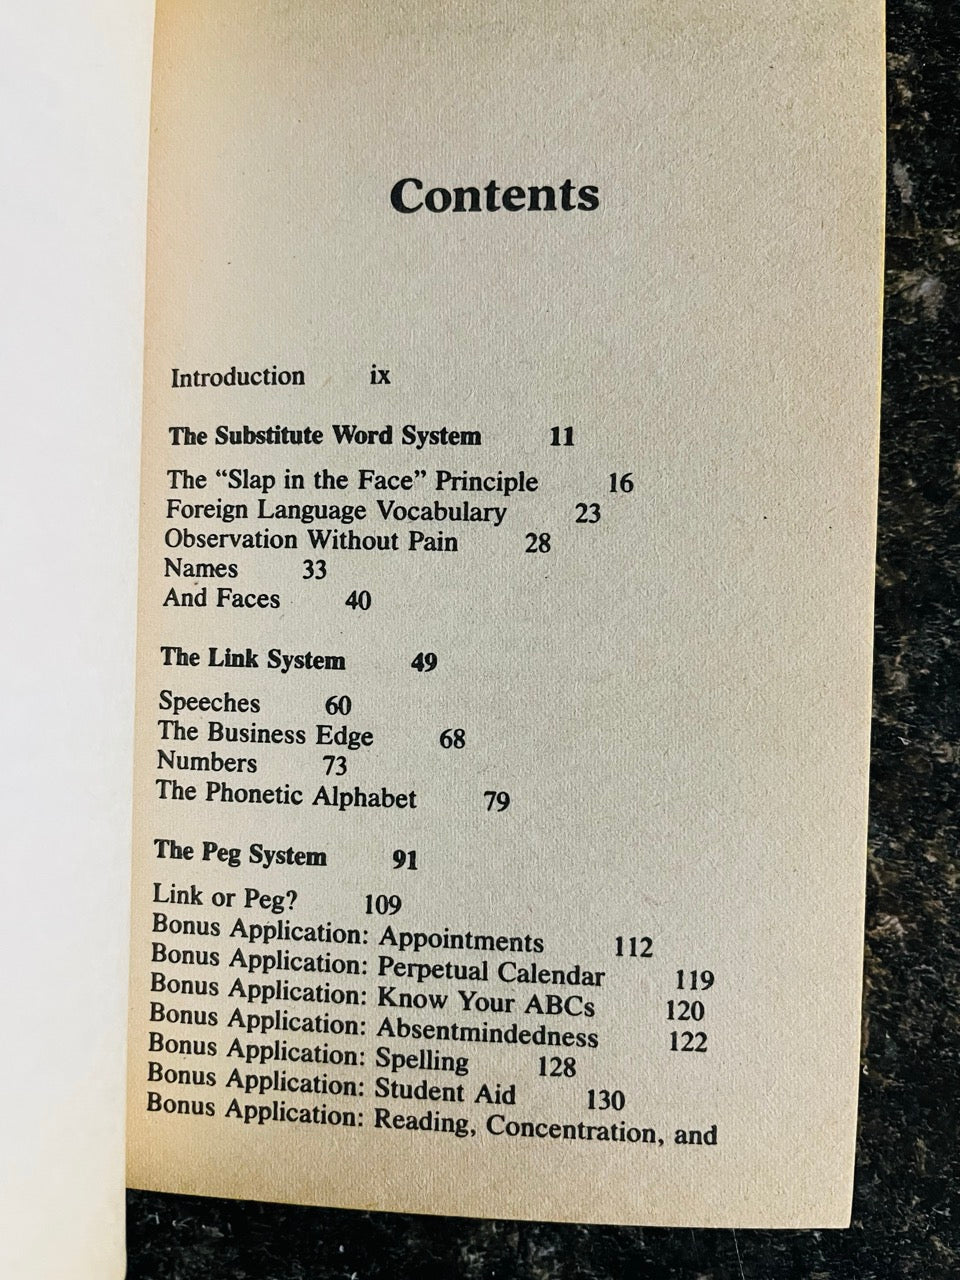 Contents
Introduction 	ix
The Substitute Word System 	11
The “Slap in the Face” Principle 	16
Foreign Language Vocabulary 	23
Observation Without Pain 	28
Names 	33
And Faces 	40
The Link System 	49
Speeches 	60
The Business Edge 	68
Numbers 	73
The Phonetic Alphabet 	79
The Peg System 	91
Link or Peg? 	109
Bonus Application: Appointments 	112
Bonus Application: Perpetual Calendar 	119
Bonus Application: Know Your ABCs 	120
Bonus Application: Absentmindedness 	122
Bonus Application: Spelling 	128
Bonus Application: Student Aid 	130
Bonus Application: Reading, Concentration, and